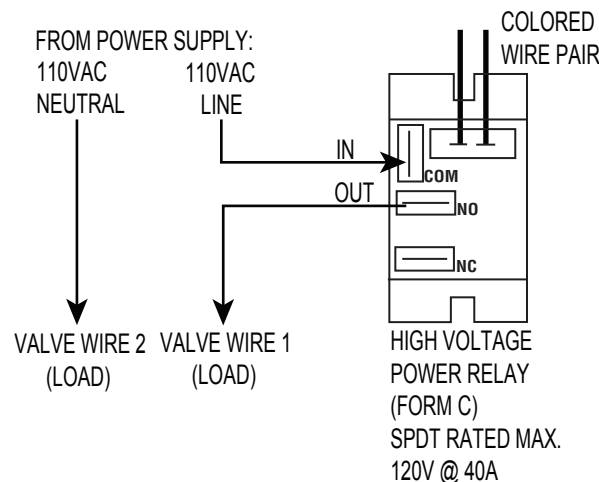 FROM POWER SUPPLY:
110VAC
NEUTRAL
110VAC
LINE
COLORED
WIRE PAIR
IN
COM
OUT
NO
NC
VALVE WIRE 2
(LOAD)
VALVE WIRE 1
(LOAD)
HIGH VOLTAGE
POWER RELAY
(FORM C)
SPDT RATED MAX.
120V @ 40A